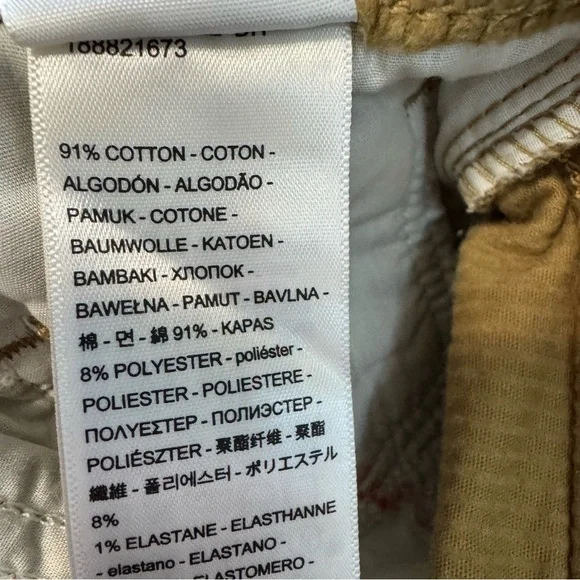 188821673
91% COTTON - COTON -
ALGODÓN - ALGODÃO -
PAMUK - COTONE -
BAUMWOLLE - KATOEN -
BAMBAKI - ХЛОПОК -
BAWEŁNA - PAMUT - BAVLNA -
棉 - 면 - 綿 91% - KAPAS
8% POLYESTER - poliéster -
POLIESTER - POLIESTERE -
ΠΟΛΥΕΣΤΕΡ - ПОЛИЭСТЕР -
POLIÉSZTER - 聚酯纤维 - 聚酯
纖維 - 폴리에스터 - ポリエステル
8%
1% ELASTANE - ELASTHANNE
- elastano - ELASTANO -
ELASTOMERO -